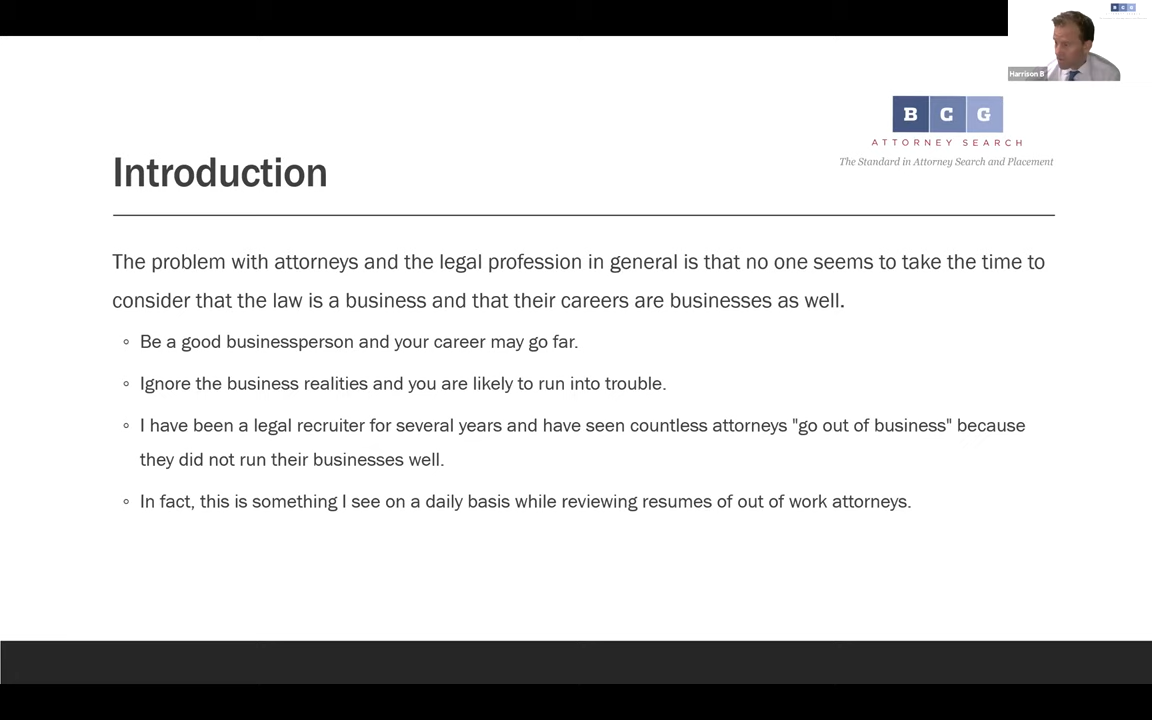 B C G
Harrison B
B C G
ATTORNEY SEARCH
The Standard in Attorney Search and Placement
Introduction
The problem with attorneys and the legal profession in general is that no one seems to take the time to
consider that the law is a business and that their careers are businesses as well.
Be a good businessperson and your career may go far.
Ignore the business realities and you are likely to run into trouble.
I have been a legal recruiter for several years and have seen countless attorneys "go out of business" because
they did not run their businesses well.
In fact, this is something I see on a daily basis while reviewing resumes of out of work attorneys.